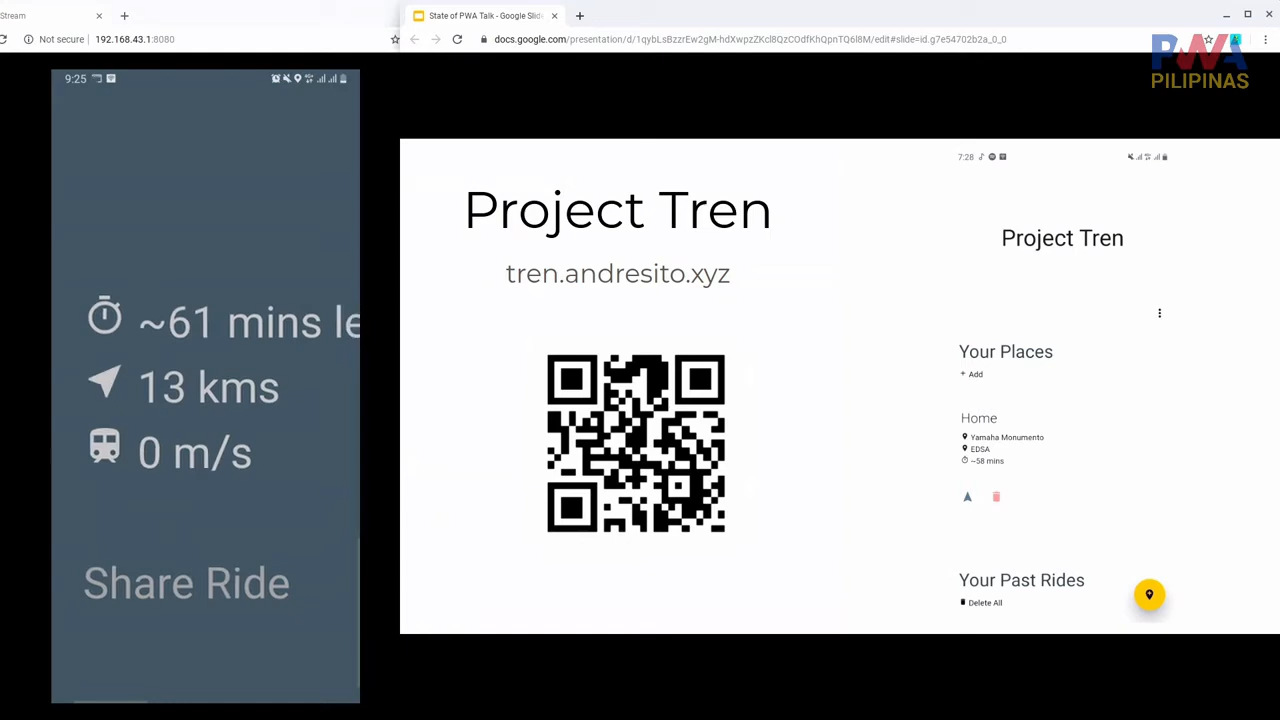 Stream
State of PWA Talk - Google Slide
Not secure
192.168.43.1:8080
docs.google.com/presentation/d/1qybLsBzzrEw2gM-hdXwpzZKcl8QzCOdfKhQpnTQ6l8M/edit#slide=id.g7e54702b2a_0_0
PWA
PILIPINAS
9:25
~61 mins le
13 kms
0 m/s
Share Ride
Project Tren
tren.andresito.xyz
7:28
Project Tren
Your Places
+ Add
Home
Yamaha Monumento
EDSA
~58 mins
Your Past Rides
Delete All